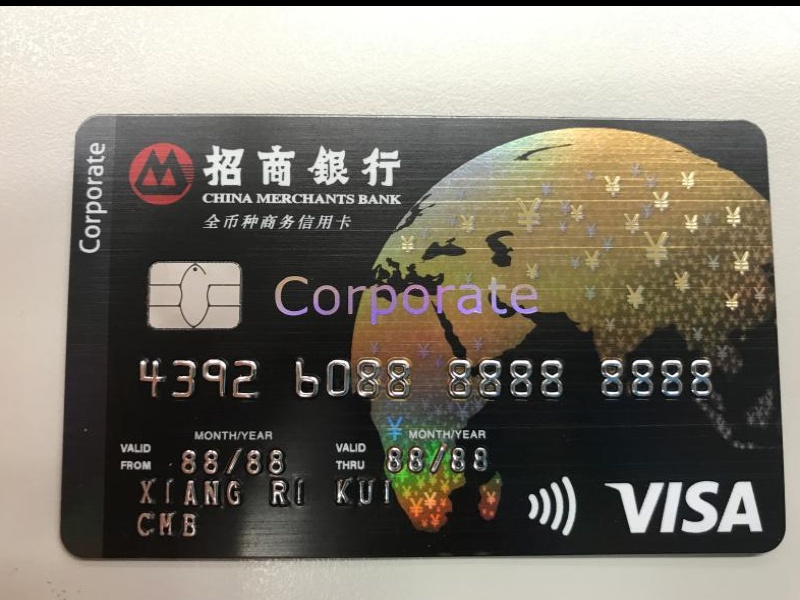 Corporate
招商銀行
CHINA MERCHANTS BANK
全币种商务信用卡
Corporate
4392 6088 8888 8888
MONTH/YEAR MONTH/YEAR
VALID FROM 88/88 VALID THRU 88/88
XIANG RI KUI
CMB
VISA